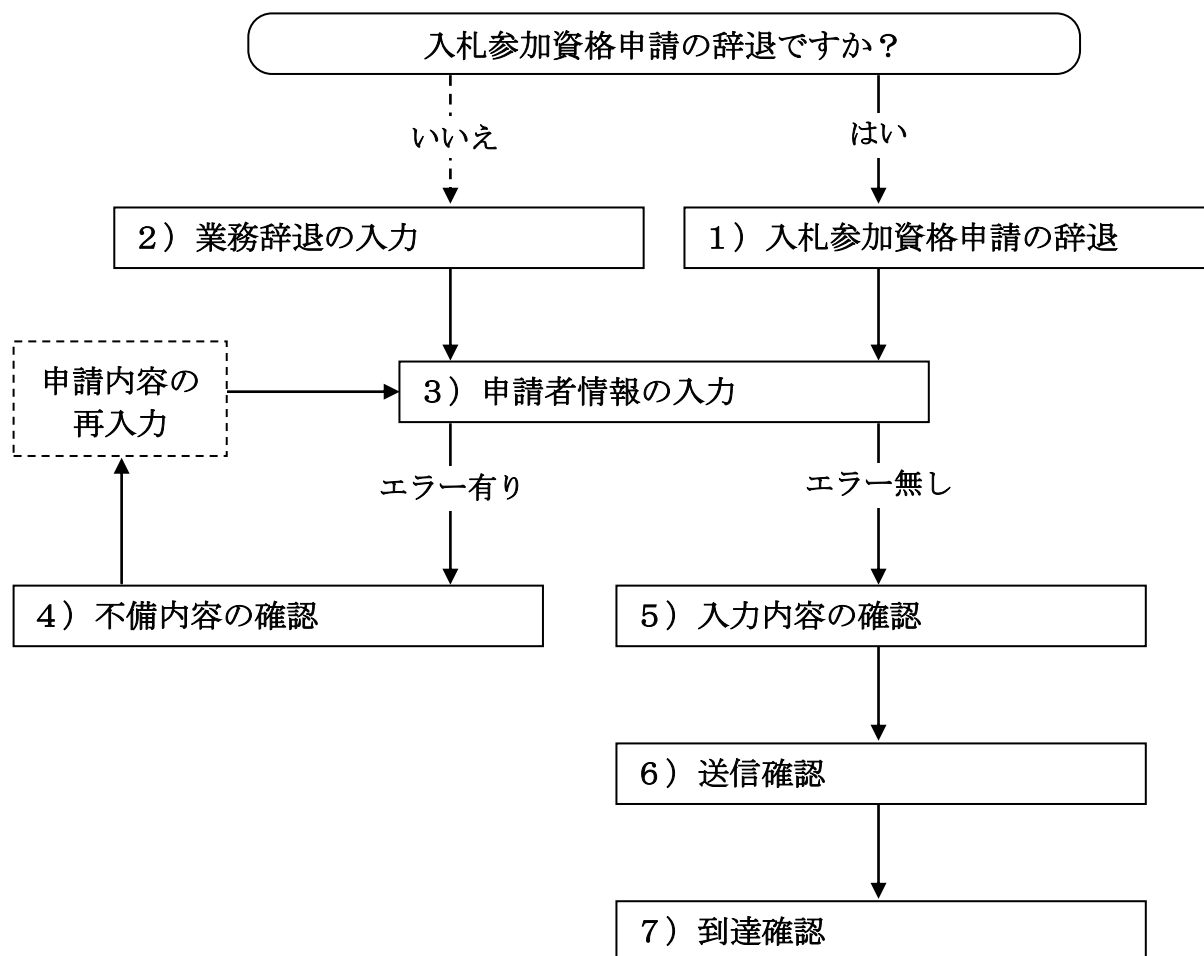 入札参加資格申請の辞退ですか？
いいえ
はい
２）業務辞退の入力
１）入札参加資格申請の辞退
申請内容の
再入力
３）申請者情報の入力
エラー有り
エラー無し
４）不備内容の確認
５）入力内容の確認
６）送信確認
７）到達確認